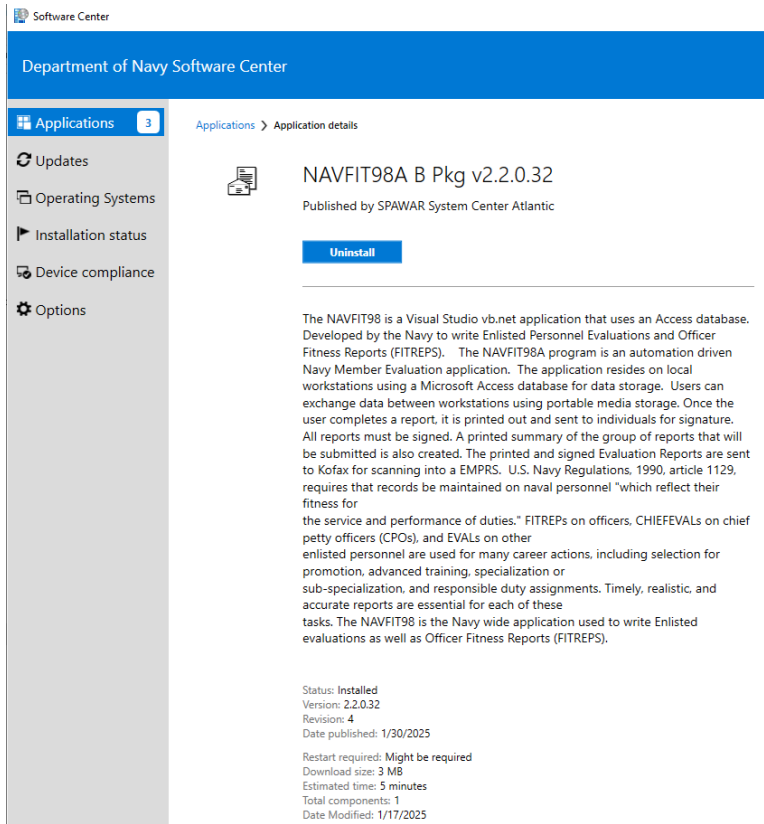 Software Center
Department of Navy Software Center
Applications 3
Updates
Operating Systems
Installation status
Device compliance
Options
Applications ❯ Application details
NAVFIT98A B Pkg v2.2.0.32
Published by SPAWAR System Center Atlantic
Uninstall
The NAVFIT98 is a Visual Studio vb.net application that uses an Access database.
Developed by the Navy to write Enlisted Personnel Evaluations and Officer
Fitness Reports (FITREPS).    The NAVFIT98A program is an automation driven
Navy Member Evaluation application.  The application resides on local
workstations using a Microsoft Access database for data storage.  Users can
exchange data between workstations using portable media storage. Once the
user completes a report, it is printed out and sent to individuals for signature.
All reports must be signed. A printed summary of the group of reports that will
be submitted is also created. The printed and signed Evaluation Reports are sent
to Kofax for scanning into a EMPRS.  U.S. Navy Regulations, 1990, article 1129,
requires that records be maintained on naval personnel "which reflect their
fitness for
the service and performance of duties." FITREPs on officers, CHIEFEVALs on chief
petty officers (CPOs), and EVALs on other
enlisted personnel are used for many career actions, including selection for
promotion, advanced training, specialization or
sub-specialization, and responsible duty assignments. Timely, realistic, and
accurate reports are essential for each of these
tasks. The NAVFIT98 is the Navy wide application used to write Enlisted
evaluations as well as Officer Fitness Reports (FITREPS).
Status: Installed
Version: 2.2.0.32
Revision: 4
Date published: 1/30/2025
Restart required: Might be required
Download size: 3 MB
Estimated time: 5 minutes
Total components: 1
Date Modified: 1/17/2025